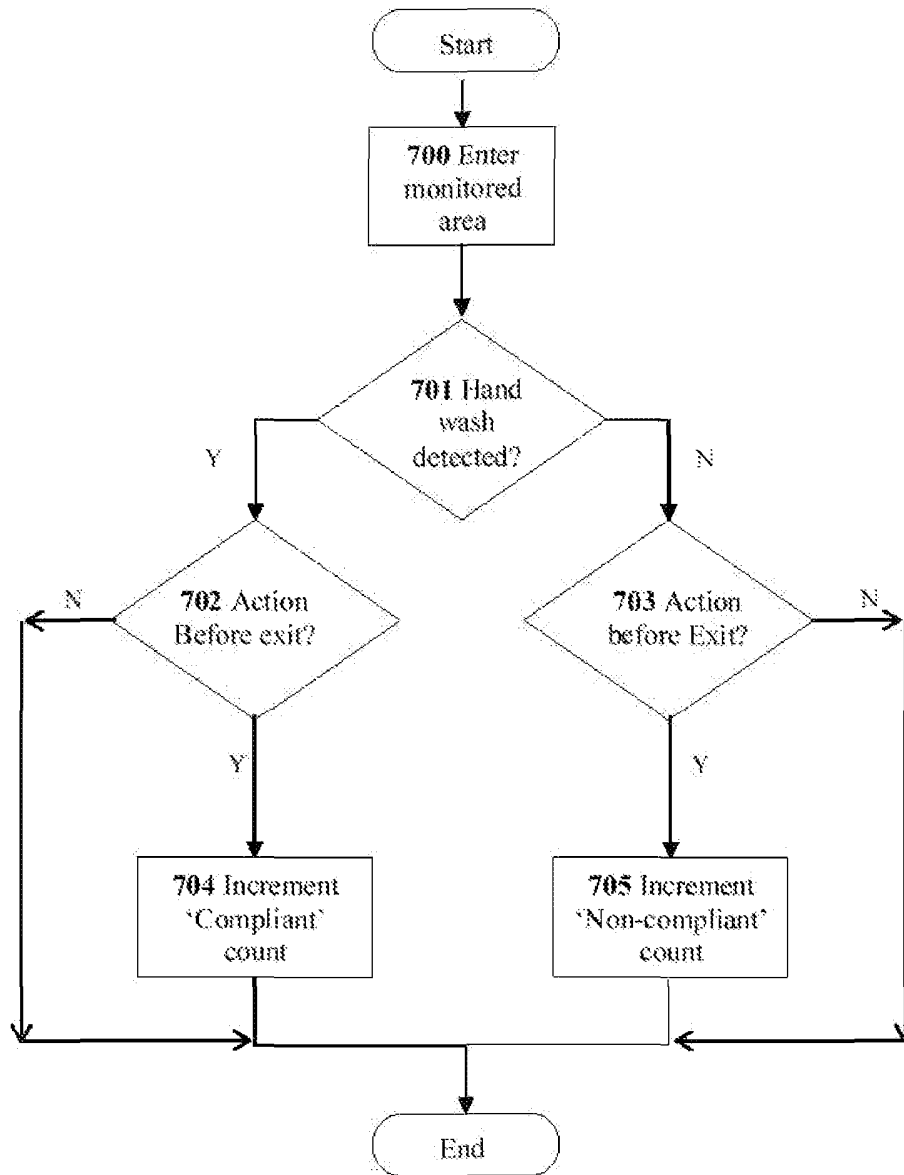 Start
700 Enter
monitored
area
701 Hand
wash
detected?
Y
N
702 Action
Before exit?
N
703 Action
before Exit?
N
Y
Y
704 Increment
‘Compliant’
count
705 Increment
‘Non-compliant’
count
End